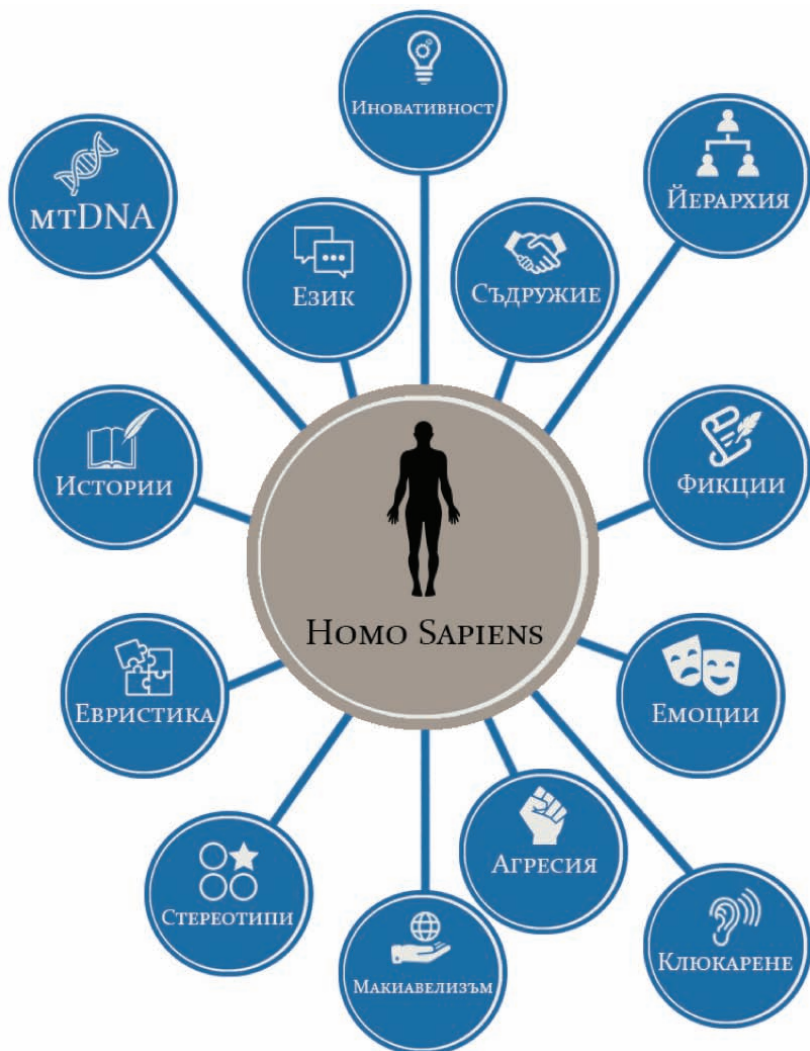 Иновативност
Йерархия
мтDNA
Език
Съдружие
Истории
Фикции
Homo Sapiens
Евристика
Емоции
Агресия
Стереотипи
Клюкарене
Макиавелизъм